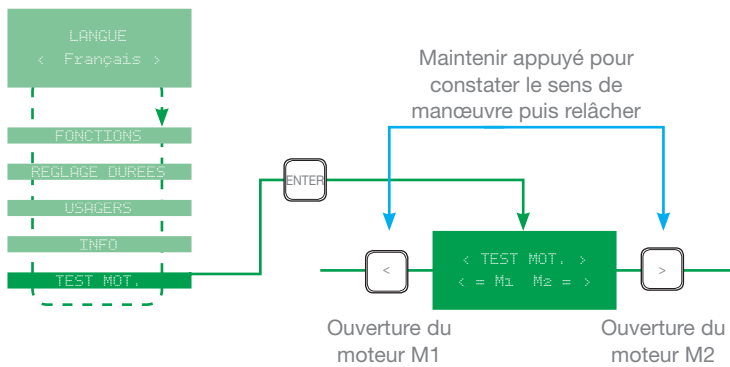 LANGUE
< Français >
FONCTIONS
REGLAGE DUREES
USAGERS
INFO
TEST MOT.
ENTER
Maintenir appuyé pour
constater le sens de
manœuvre puis relâcher
<
< TEST MOT. >
< = M1 M2 = >
>
Ouverture du
moteur M1
Ouverture du
moteur M2